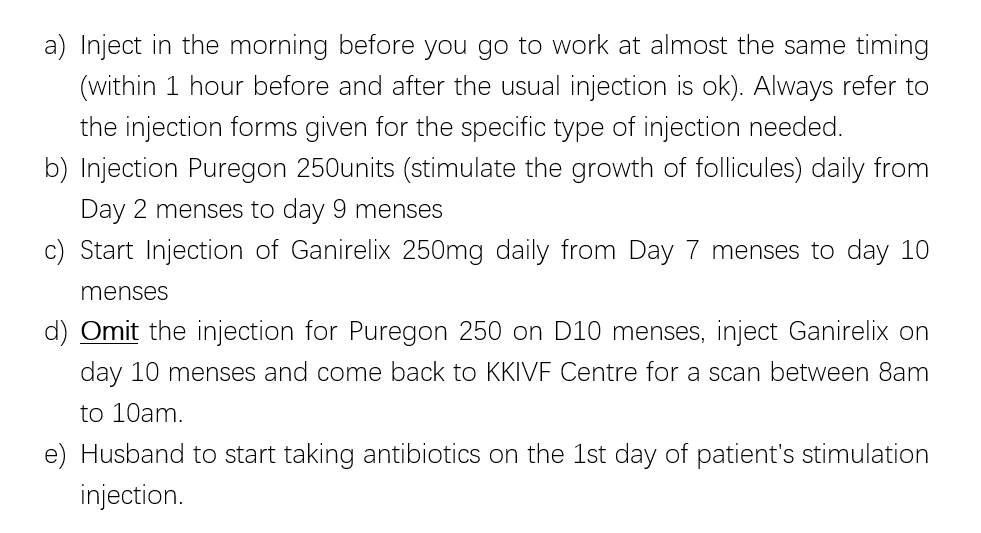 a) Inject in the morning before you go to work at almost the same timing
(within 1 hour before and after the usual injection is ok). Always refer to
the injection forms given for the specific type of injection needed.
b) Injection Puregon 250units (stimulate the growth of follicules) daily from
Day 2 menses to day 9 menses
c) Start Injection of Ganirelix 250mg daily from Day 7 menses to day 10
menses
d) Omit the injection for Puregon 250 on D10 menses, inject Ganirelix on
day 10 menses and come back to KKIVF Centre for a scan between 8am
to 10am.
e) Husband to start taking antibiotics on the 1st day of patient's stimulation
injection.